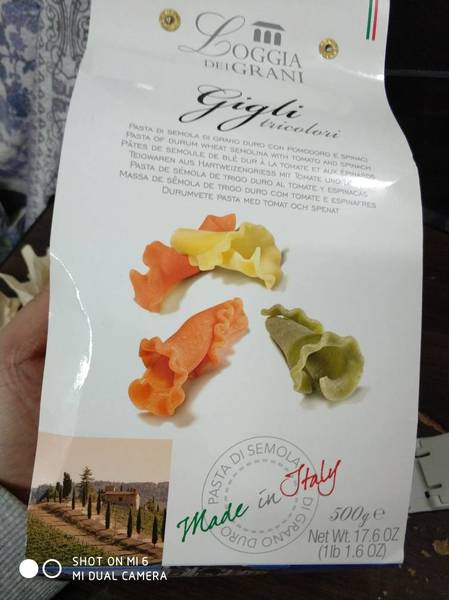 Loggia
dei Grani
Gigli
tricolori
Pasta di semola di grano duro con pomodoro e spinaci
Pasta of durum wheat semolina with tomato and spinach
Pâtes de semoule de blé dur à la tomate et aux épinards
Teigwaren aus Hartweizengriess mit Tomate und
Pasta de sémola de trigo duro al tomate y espinacas
Massa de sêmola de trigo duro com tomate e espinafres
Durumvete pasta med tomat och spenat
PASTA DI SEMOLA
DI GRANO DURO
Made in Italy
500g e
Net Wt. 17.6 OZ
(1lb 1.6 OZ)
SHOT ON MI 6
MI DUAL CAMERA